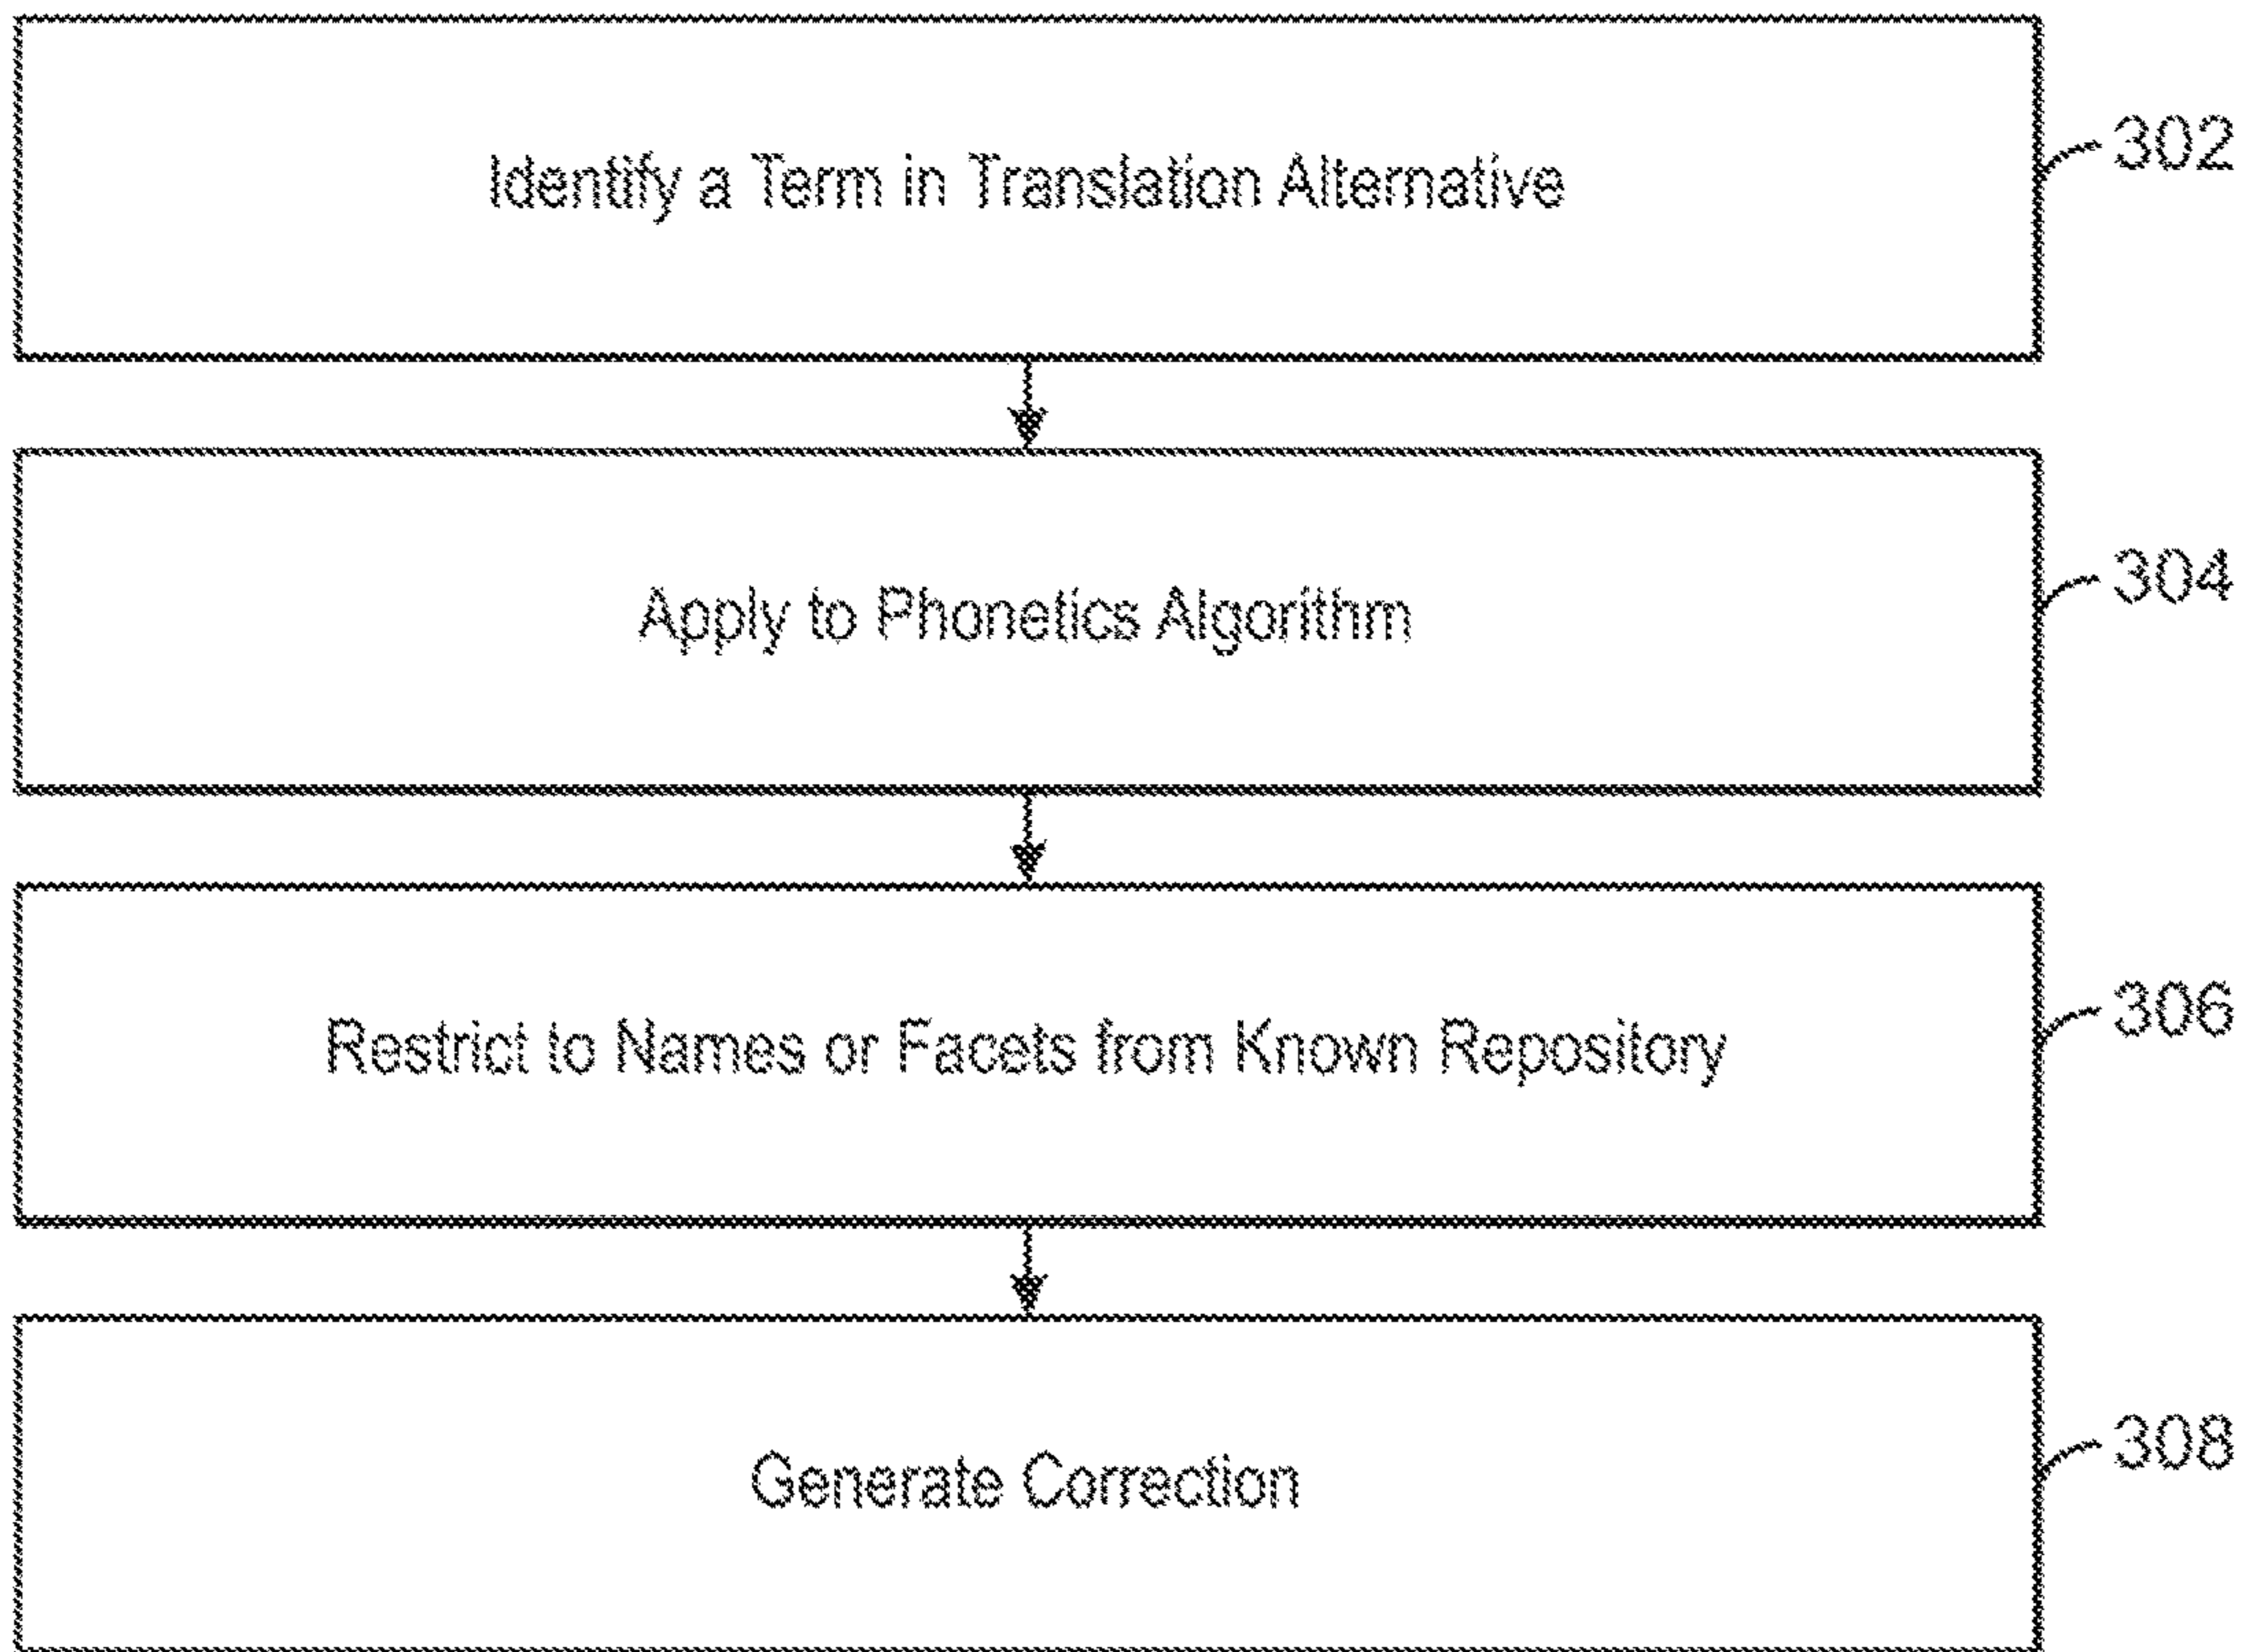 Identify a Term in Translation Alternative
302
Apply to Phonetics Algorithm
304
Restrict to Names or Facets from Known Repository
306
Generate Correction
308